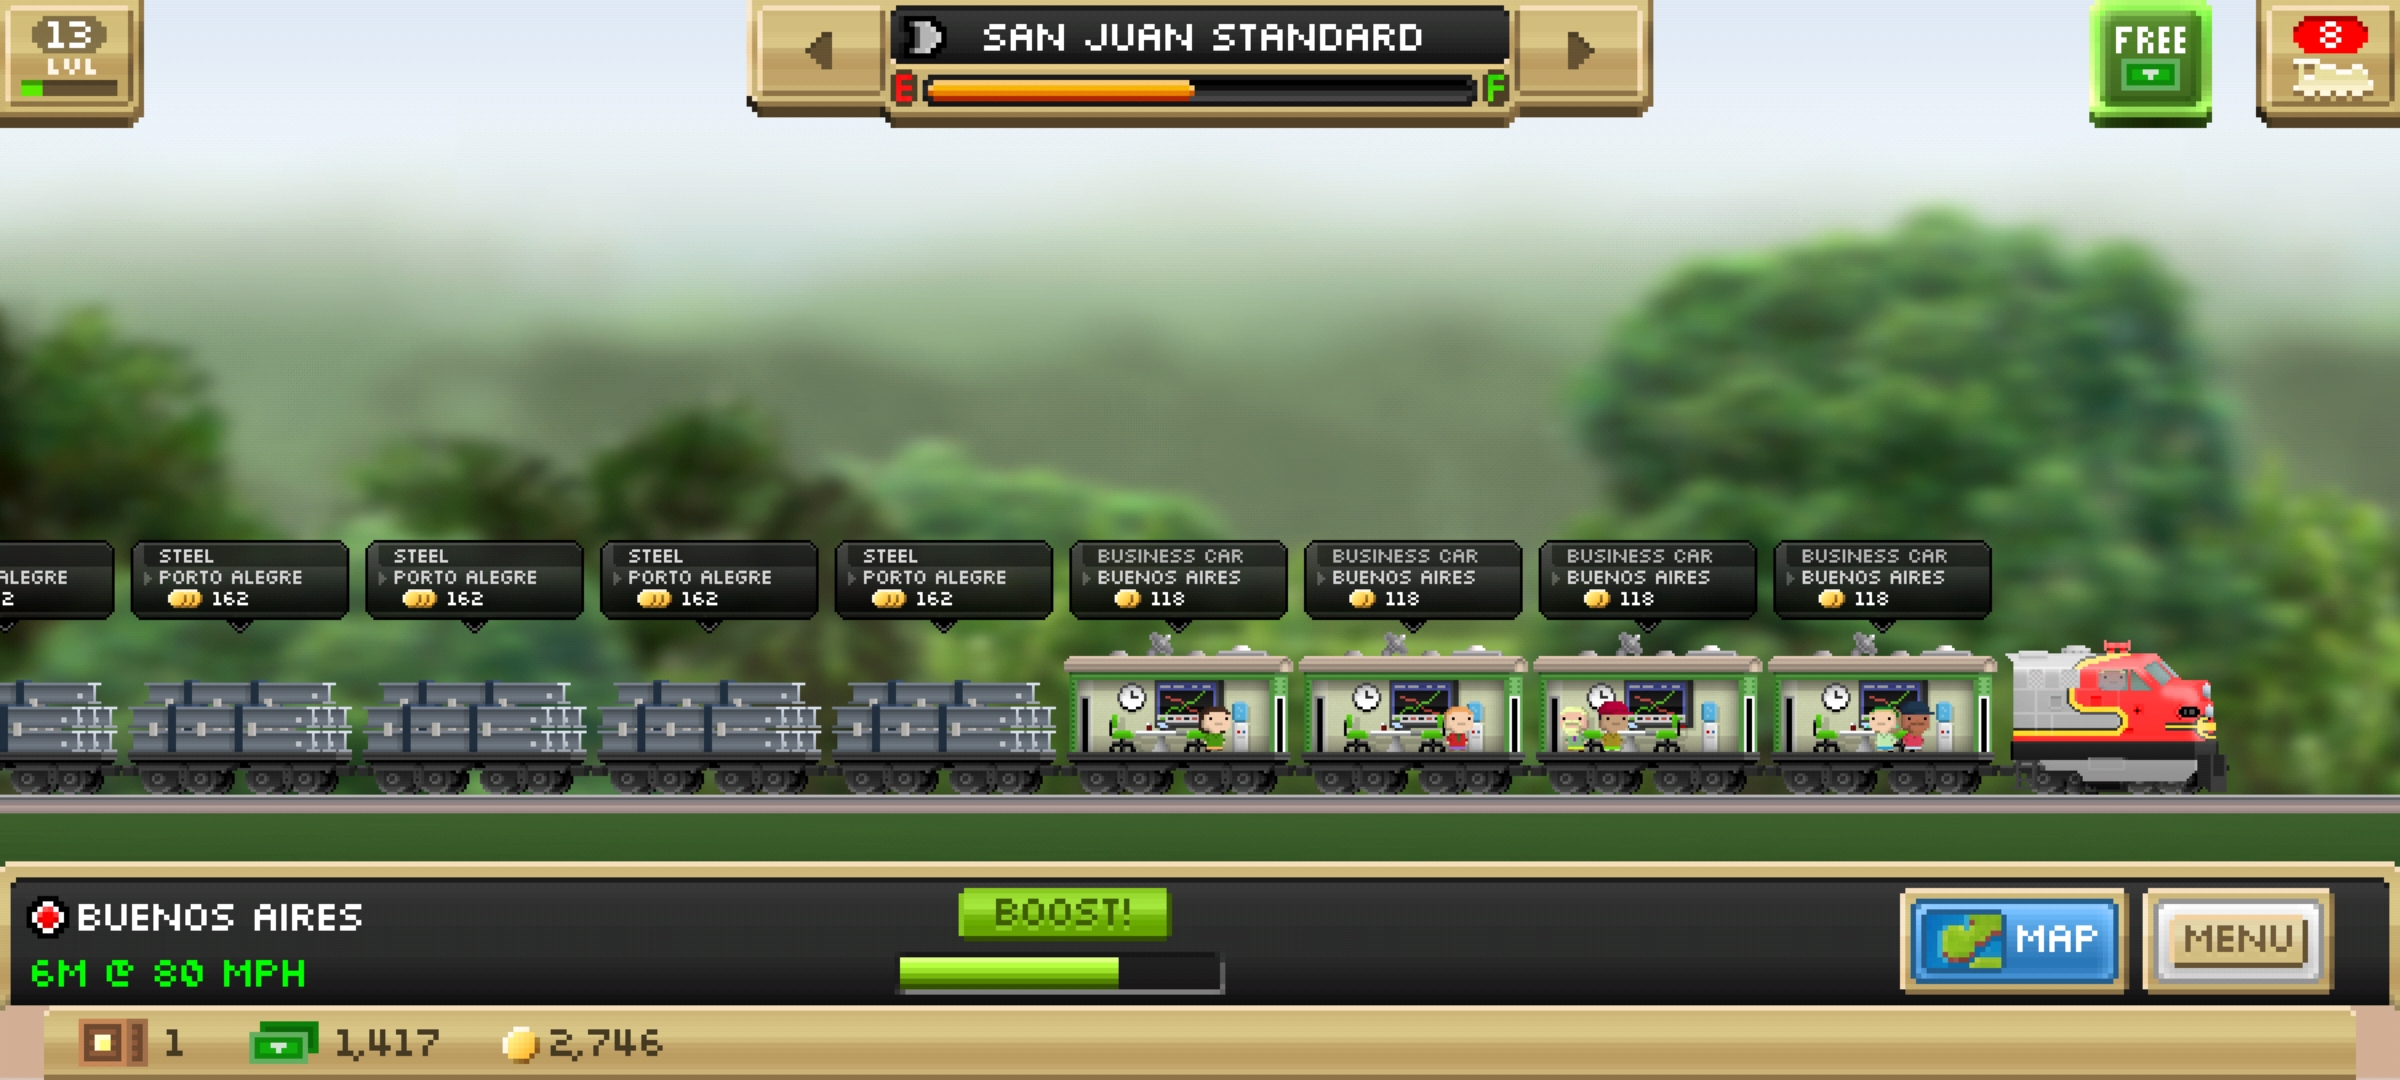 13
LVL
SAN JUAN STANDARD
E F
FREE
8
ALEGRE
2
STEEL
PORTO ALEGRE
162
STEEL
PORTO ALEGRE
162
STEEL
PORTO ALEGRE
162
STEEL
PORTO ALEGRE
162
BUSINESS CAR
BUENOS AIRES
118
BUSINESS CAR
BUENOS AIRES
118
BUSINESS CAR
BUENOS AIRES
118
BUSINESS CAR
BUENOS AIRES
118
BUENOS AIRES
6M @ 80 MPH
BOOST!
MAP
MENU
1 1,417 2,746